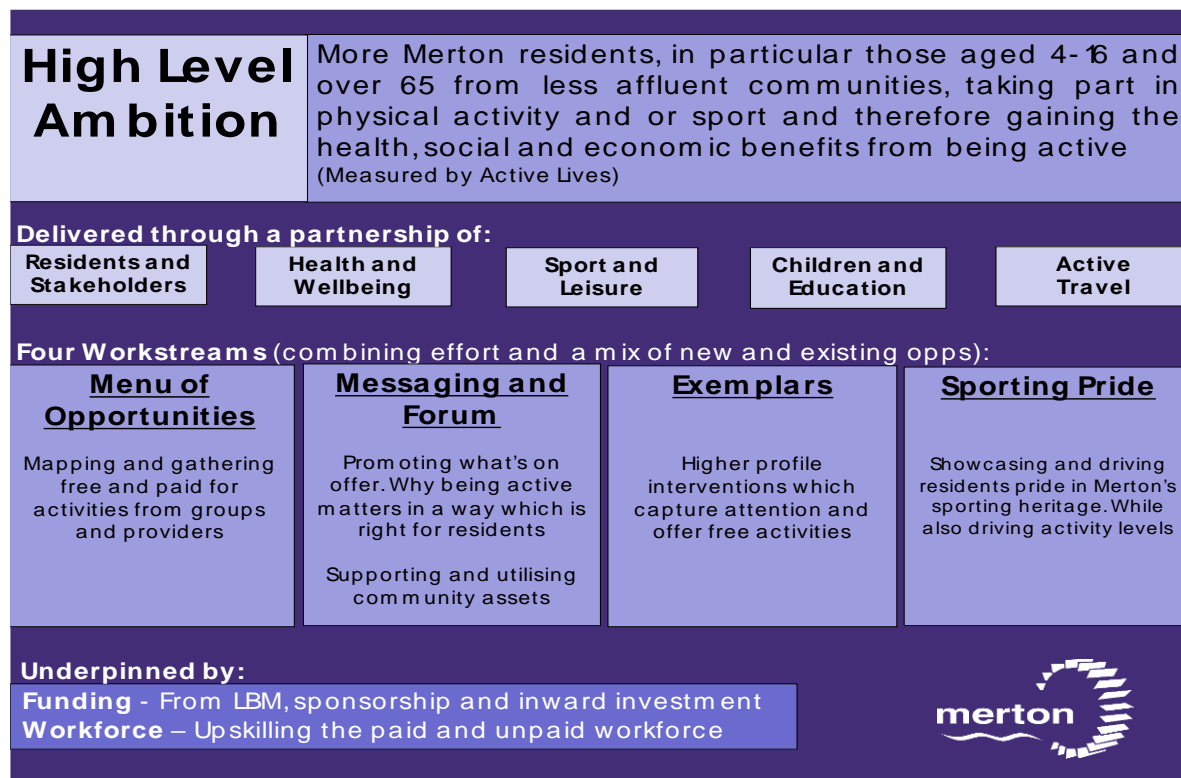 High Level
Ambition
More Merton residents, in particular those aged 4-16 and
over 65 from less affluent communities, taking part in
physical activity and or sport and therefore gaining the
health, social and economic benefits from being active
(Measured by Active Lives)
Delivered through a partnership of:
Residents and
Stakeholders
Health and
Wellbeing
Sport and
Leisure
Children and
Education
Active
Travel
Four Workstreams (combining effort and a mix of new and existing opps):
Menu of
Opportunities
Mapping and gathering
free and paid for
activities from groups
and providers
Messaging and
Forum
Promoting what's on
offer. Why being active
matters in a way which is
right for residents
Supporting and utilising
community assets
Exemplars
Higher profile
interventions which
capture attention and
offer free activities
Sporting Pride
Showcasing and driving
residents pride in Merton's
sporting heritage. While
also driving activity levels
Underpinned by:
Funding - From LBM, sponsorship and inward investment
Workforce – Upskilling the paid and unpaid workforce
merton